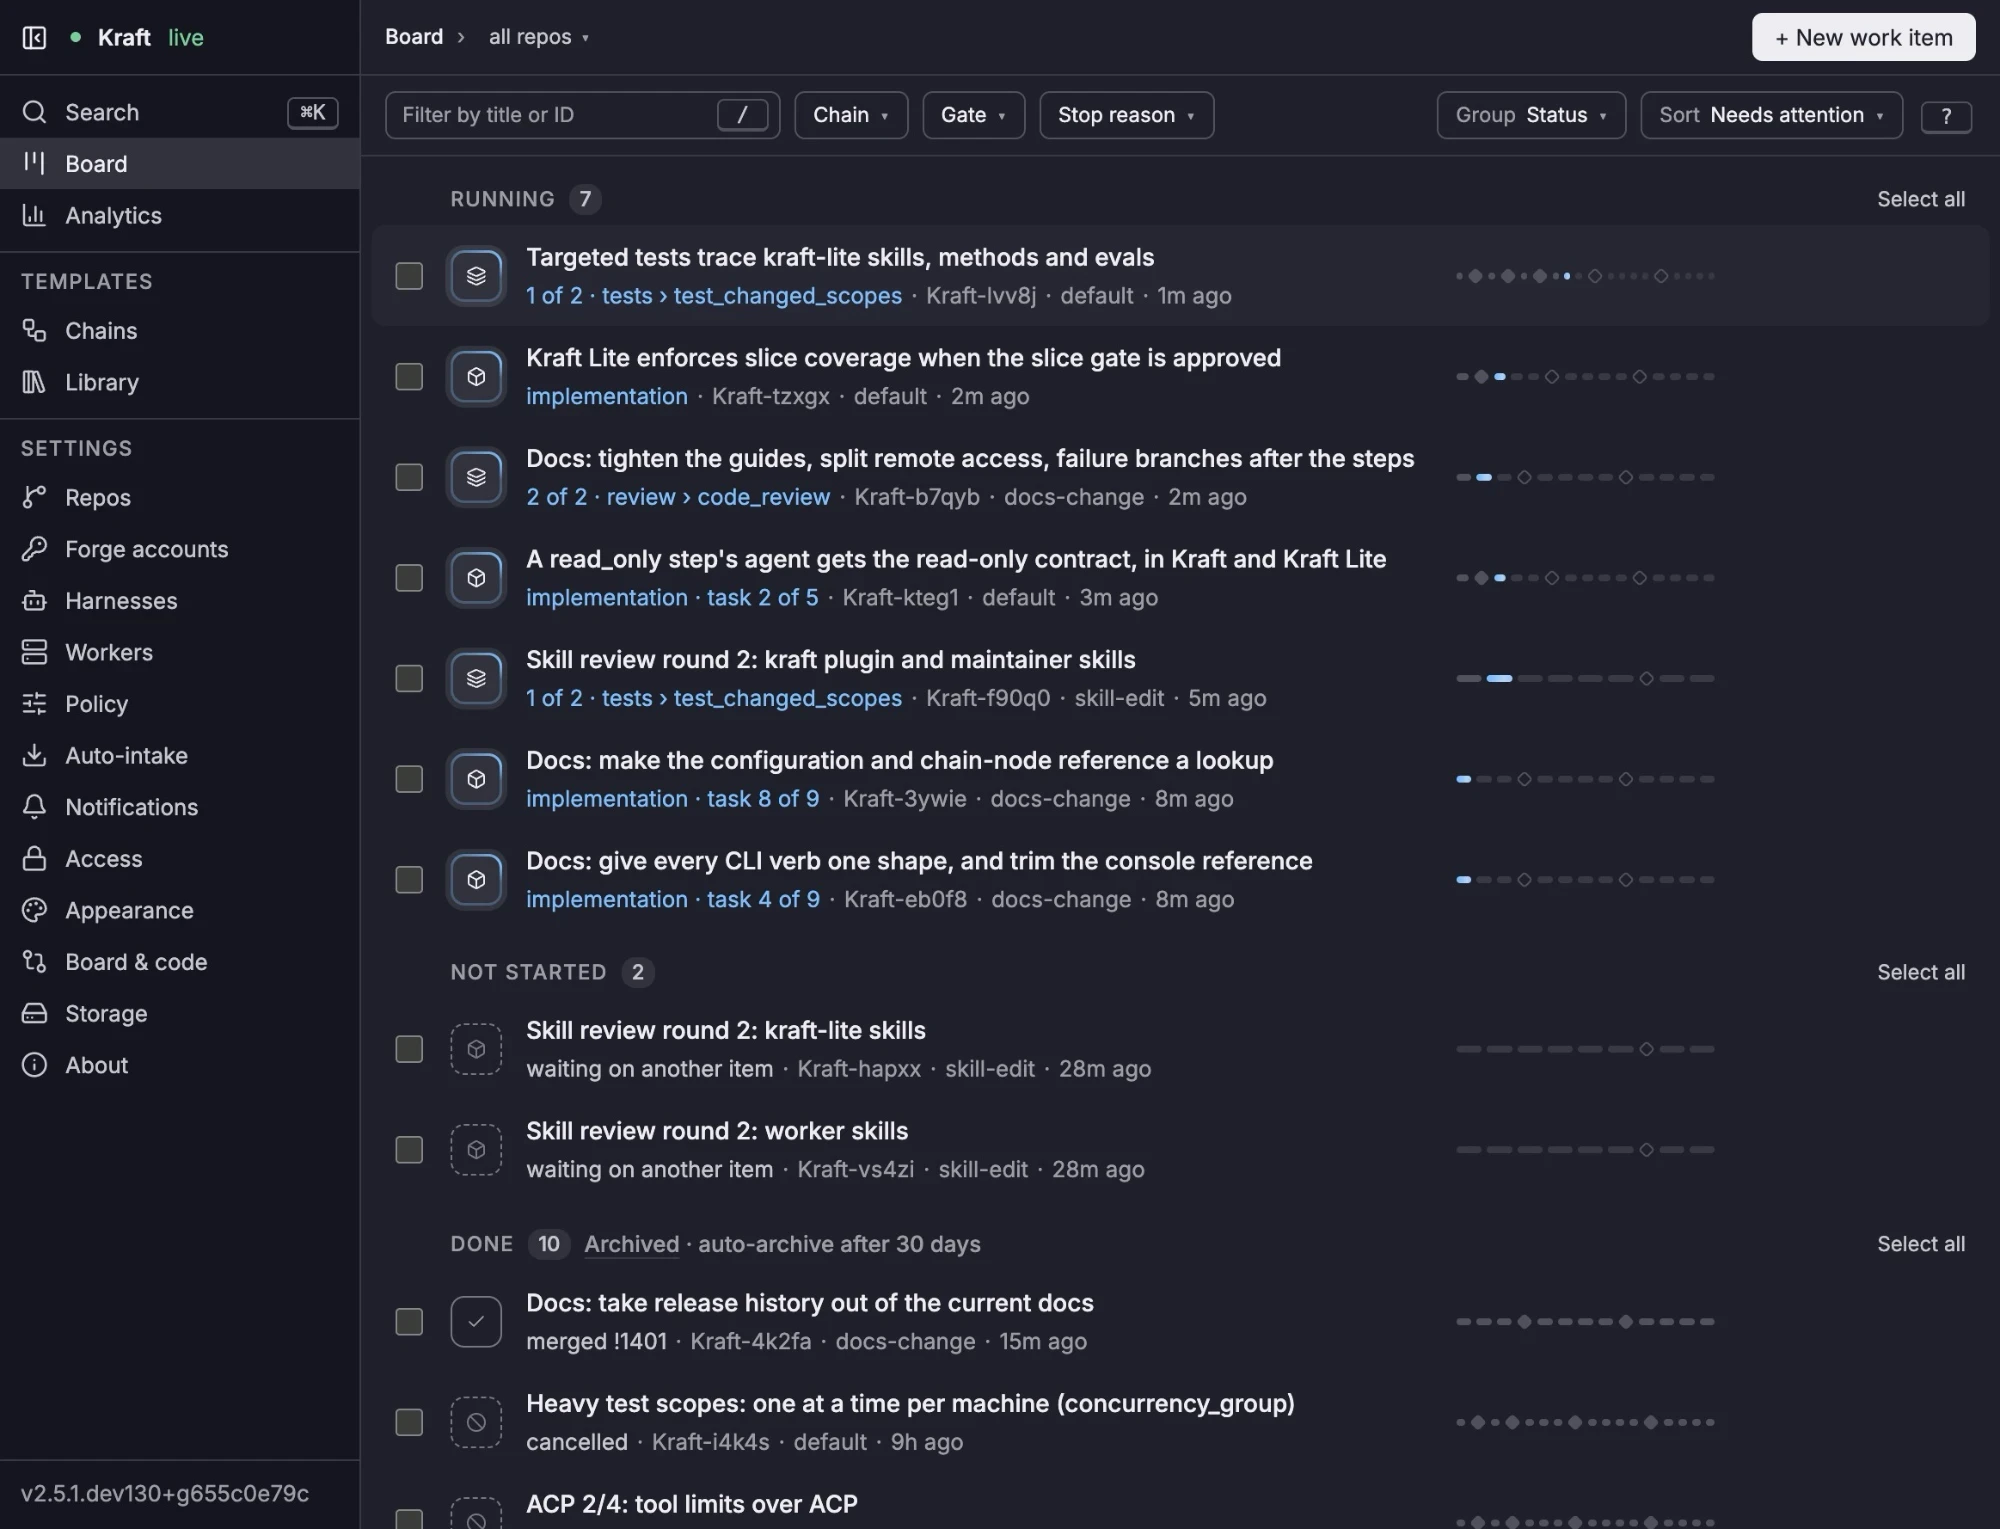 Kraft live
Search ⌘K
Board
Analytics
TEMPLATES
Chains
Library
SETTINGS
Repos
Forge accounts
Harnesses
Workers
Policy
Auto-intake
Notifications
Access
Appearance
Board & code
Storage
About
v2.5.1.dev130+g655c0e79c
Board › all repos ▾
+ New work item
Filter by title or ID /
Chain ▾
Gate ▾
Stop reason ▾
Group Status ▾
Sort Needs attention ▾
?
RUNNING 7
Select all
Targeted tests trace kraft-lite skills, methods and evals
1 of 2 · tests › test_changed_scopes · Kraft-lvv8j · default · 1m ago
Kraft Lite enforces slice coverage when the slice gate is approved
implementation · Kraft-tzxgx · default · 2m ago
Docs: tighten the guides, split remote access, failure branches after the steps
2 of 2 · review › code_review · Kraft-b7qyb · docs-change · 2m ago
A read_only step's agent gets the read-only contract, in Kraft and Kraft Lite
implementation · task 2 of 5 · Kraft-kteg1 · default · 3m ago
Skill review round 2: kraft plugin and maintainer skills
1 of 2 · tests › test_changed_scopes · Kraft-f90q0 · skill-edit · 5m ago
Docs: make the configuration and chain-node reference a lookup
implementation · task 8 of 9 · Kraft-3ywie · docs-change · 8m ago
Docs: give every CLI verb one shape, and trim the console reference
implementation · task 4 of 9 · Kraft-eb0f8 · docs-change · 8m ago
NOT STARTED 2
Select all
Skill review round 2: kraft-lite skills
waiting on another item · Kraft-hapxx · skill-edit · 28m ago
Skill review round 2: worker skills
waiting on another item · Kraft-vs4zi · skill-edit · 28m ago
DONE 10 Archived · auto-archive after 30 days
Select all
Docs: take release history out of the current docs
merged !1401 · Kraft-4k2fa · docs-change · 15m ago
Heavy test scopes: one at a time per machine (concurrency_group)
cancelled · Kraft-i4k4s · default · 9h ago
ACP 2/4: tool limits over ACP